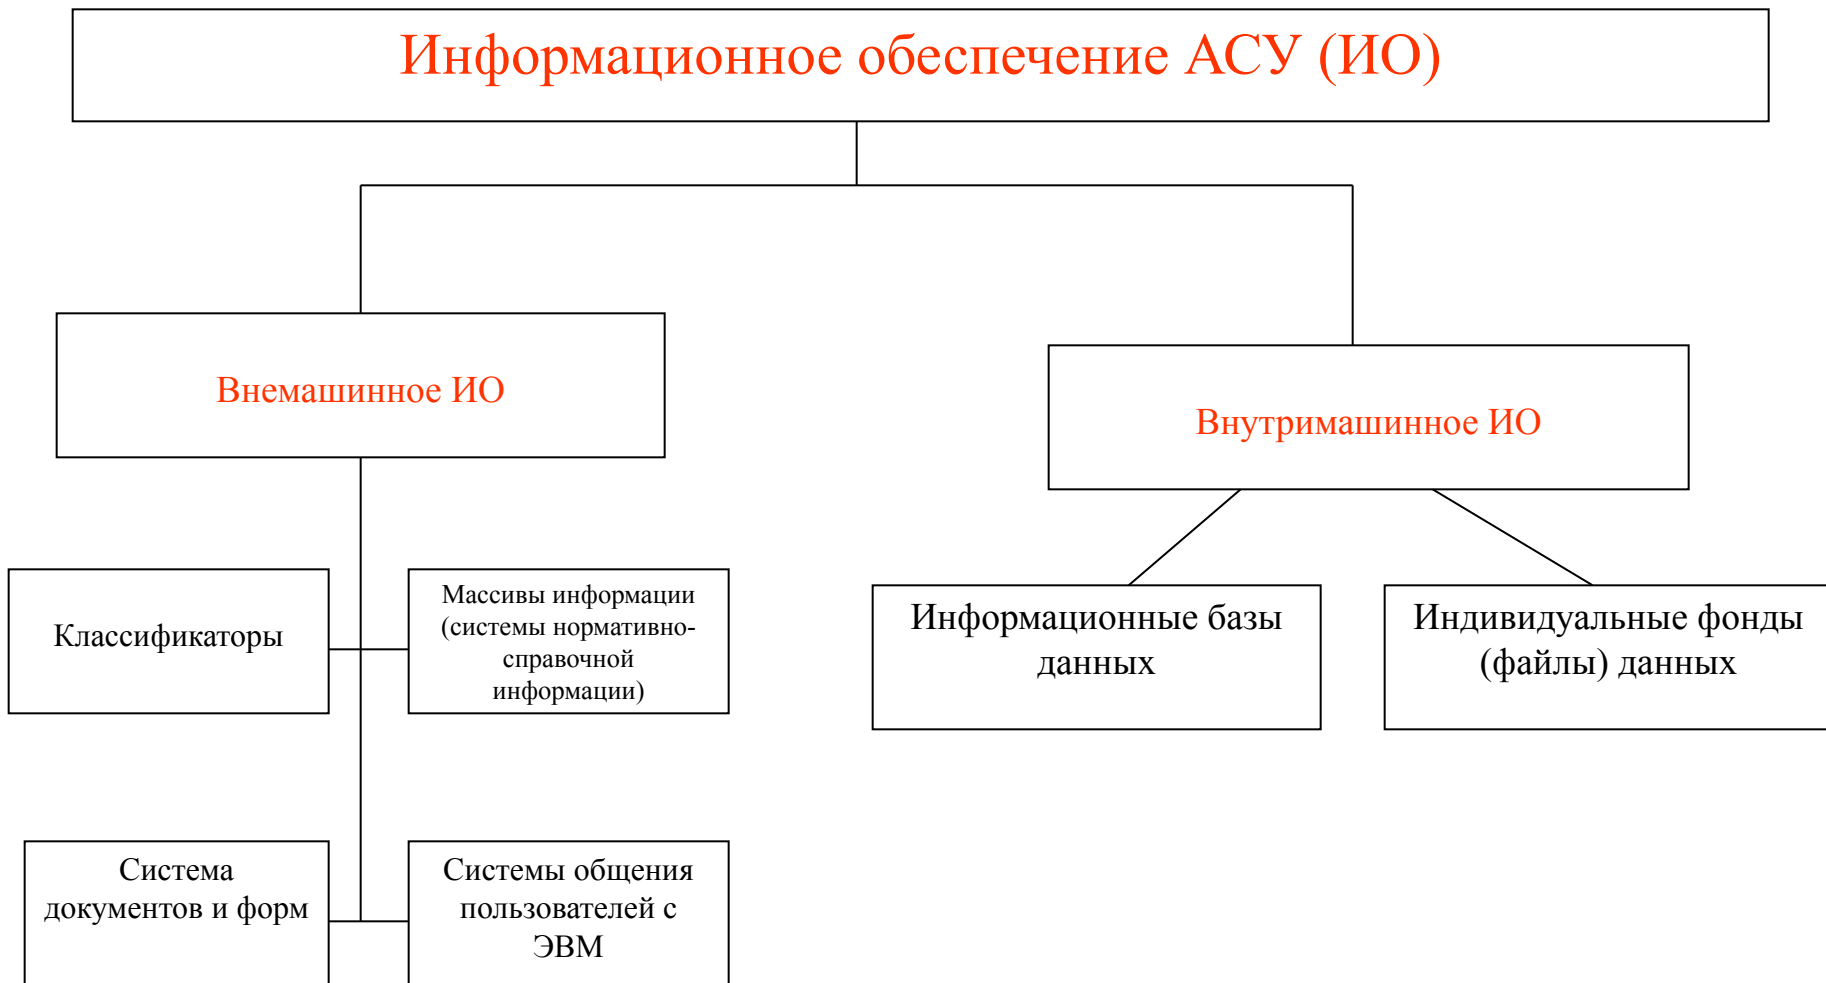 Информационное обеспечение АСУ (ИО)
Внемашинное ИО
Внутримашинное ИО
Классификаторы
Массивы информации
(системы нормативно-
справочной
информации)
Информационные базы
данных
Индивидуальные фонды
(файлы) данных
Система
документов и форм
Системы общения
пользователей с
ЭВМ